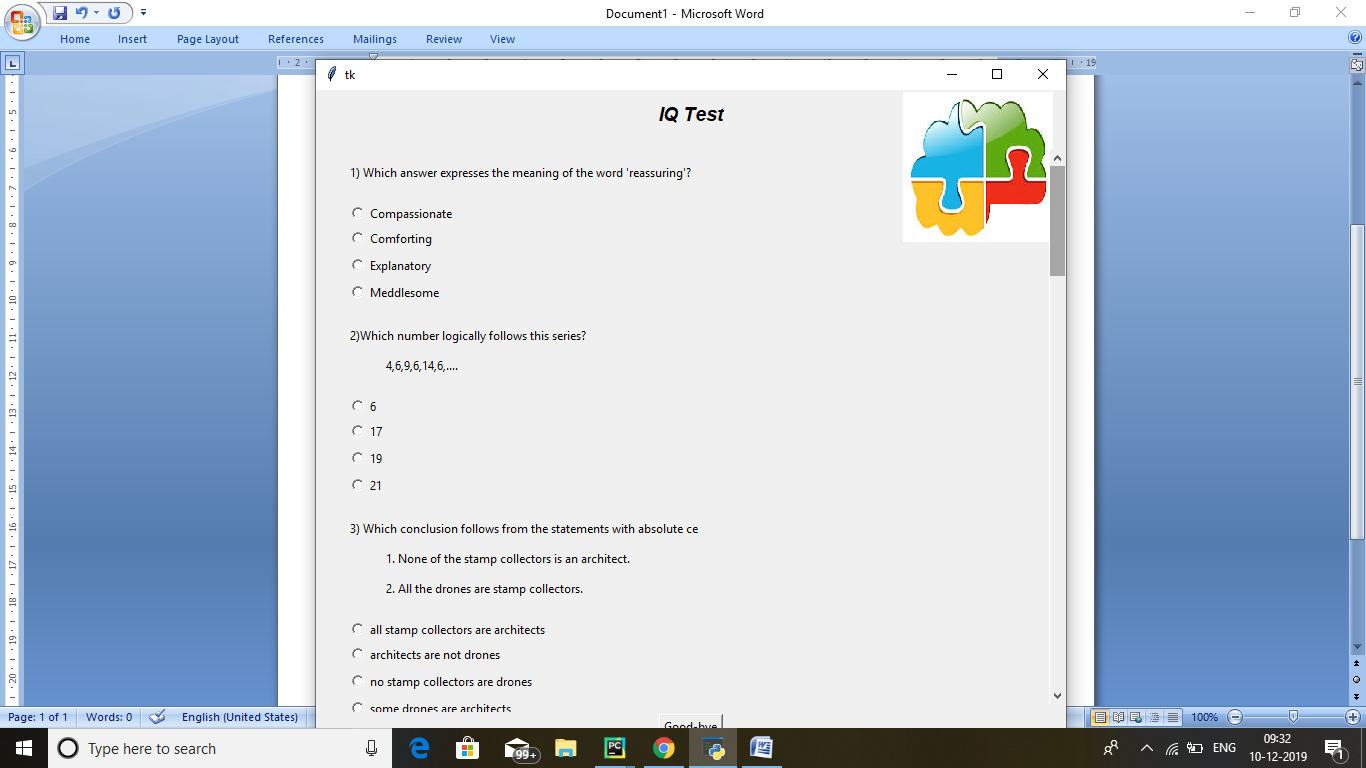 Document1 - Microsoft Word
Home Insert Page Layout References Mailings Review View
tk
IQ Test
1) Which answer expresses the meaning of the word 'reassuring'?
Compassionate
Comforting
Explanatory
Meddlesome
2)Which number logically follows this series?
4,6,9,6,14,6,....
6
17
19
21
3) Which conclusion follows from the statements with absolute ce
1. None of the stamp collectors is an architect.
2. All the drones are stamp collectors.
all stamp collectors are architects
architects are not drones
no stamp collectors are drones
some drones are architects
Good-bye
Page: 1 of 1 Words: 0 English (United States) 100%
Type here to search 99+ PC ENG 09:32
10-12-2019 1